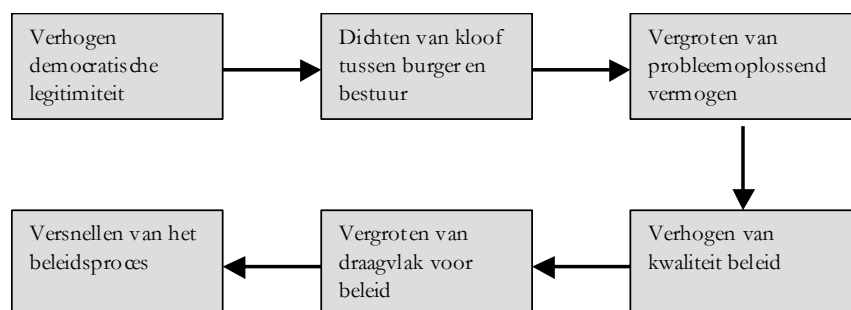 Verhogen
democratische
legitimiteit
Dichten van kloof
tussen burger en
bestuur
Vergroten van
probleemoplossend
vermogen
Versnellen van het
beleidsproces
Vergroten van
draagvlak voor
beleid
Verhogen van
kwaliteit beleid